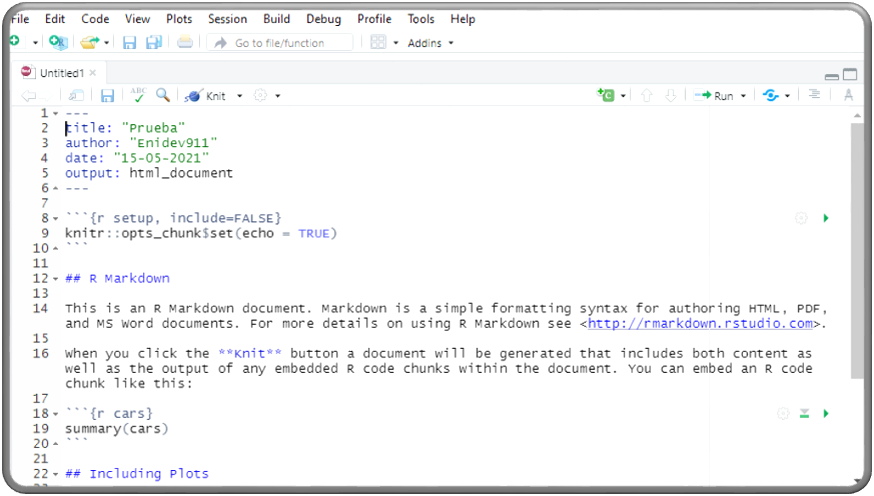 File Edit Code View Plots Session Build Debug Profile Tools Help
Go to file/function Addins
Untitled1
ABC Knit Run
1 ---
2 title: "Prueba"
3 author: "Enidev911"
4 date: "15-05-2021"
5 output: html_document
6 ---
7
8 ```{r setup, include=FALSE}
9 knitr::opts_chunk$set(echo = TRUE)
10 ```
11
12 ## R Markdown
13
14 This is an R Markdown document. Markdown is a simple formatting syntax for authoring HTML, PDF,
and MS Word documents. For more details on using R Markdown see <http://rmarkdown.rstudio.com>.
15
16 When you click the **Knit** button a document will be generated that includes both content as
well as the output of any embedded R code chunks within the document. You can embed an R code
chunk like this:
17
18 ```{r cars}
19 summary(cars)
20 ```
21
22 ## Including Plots